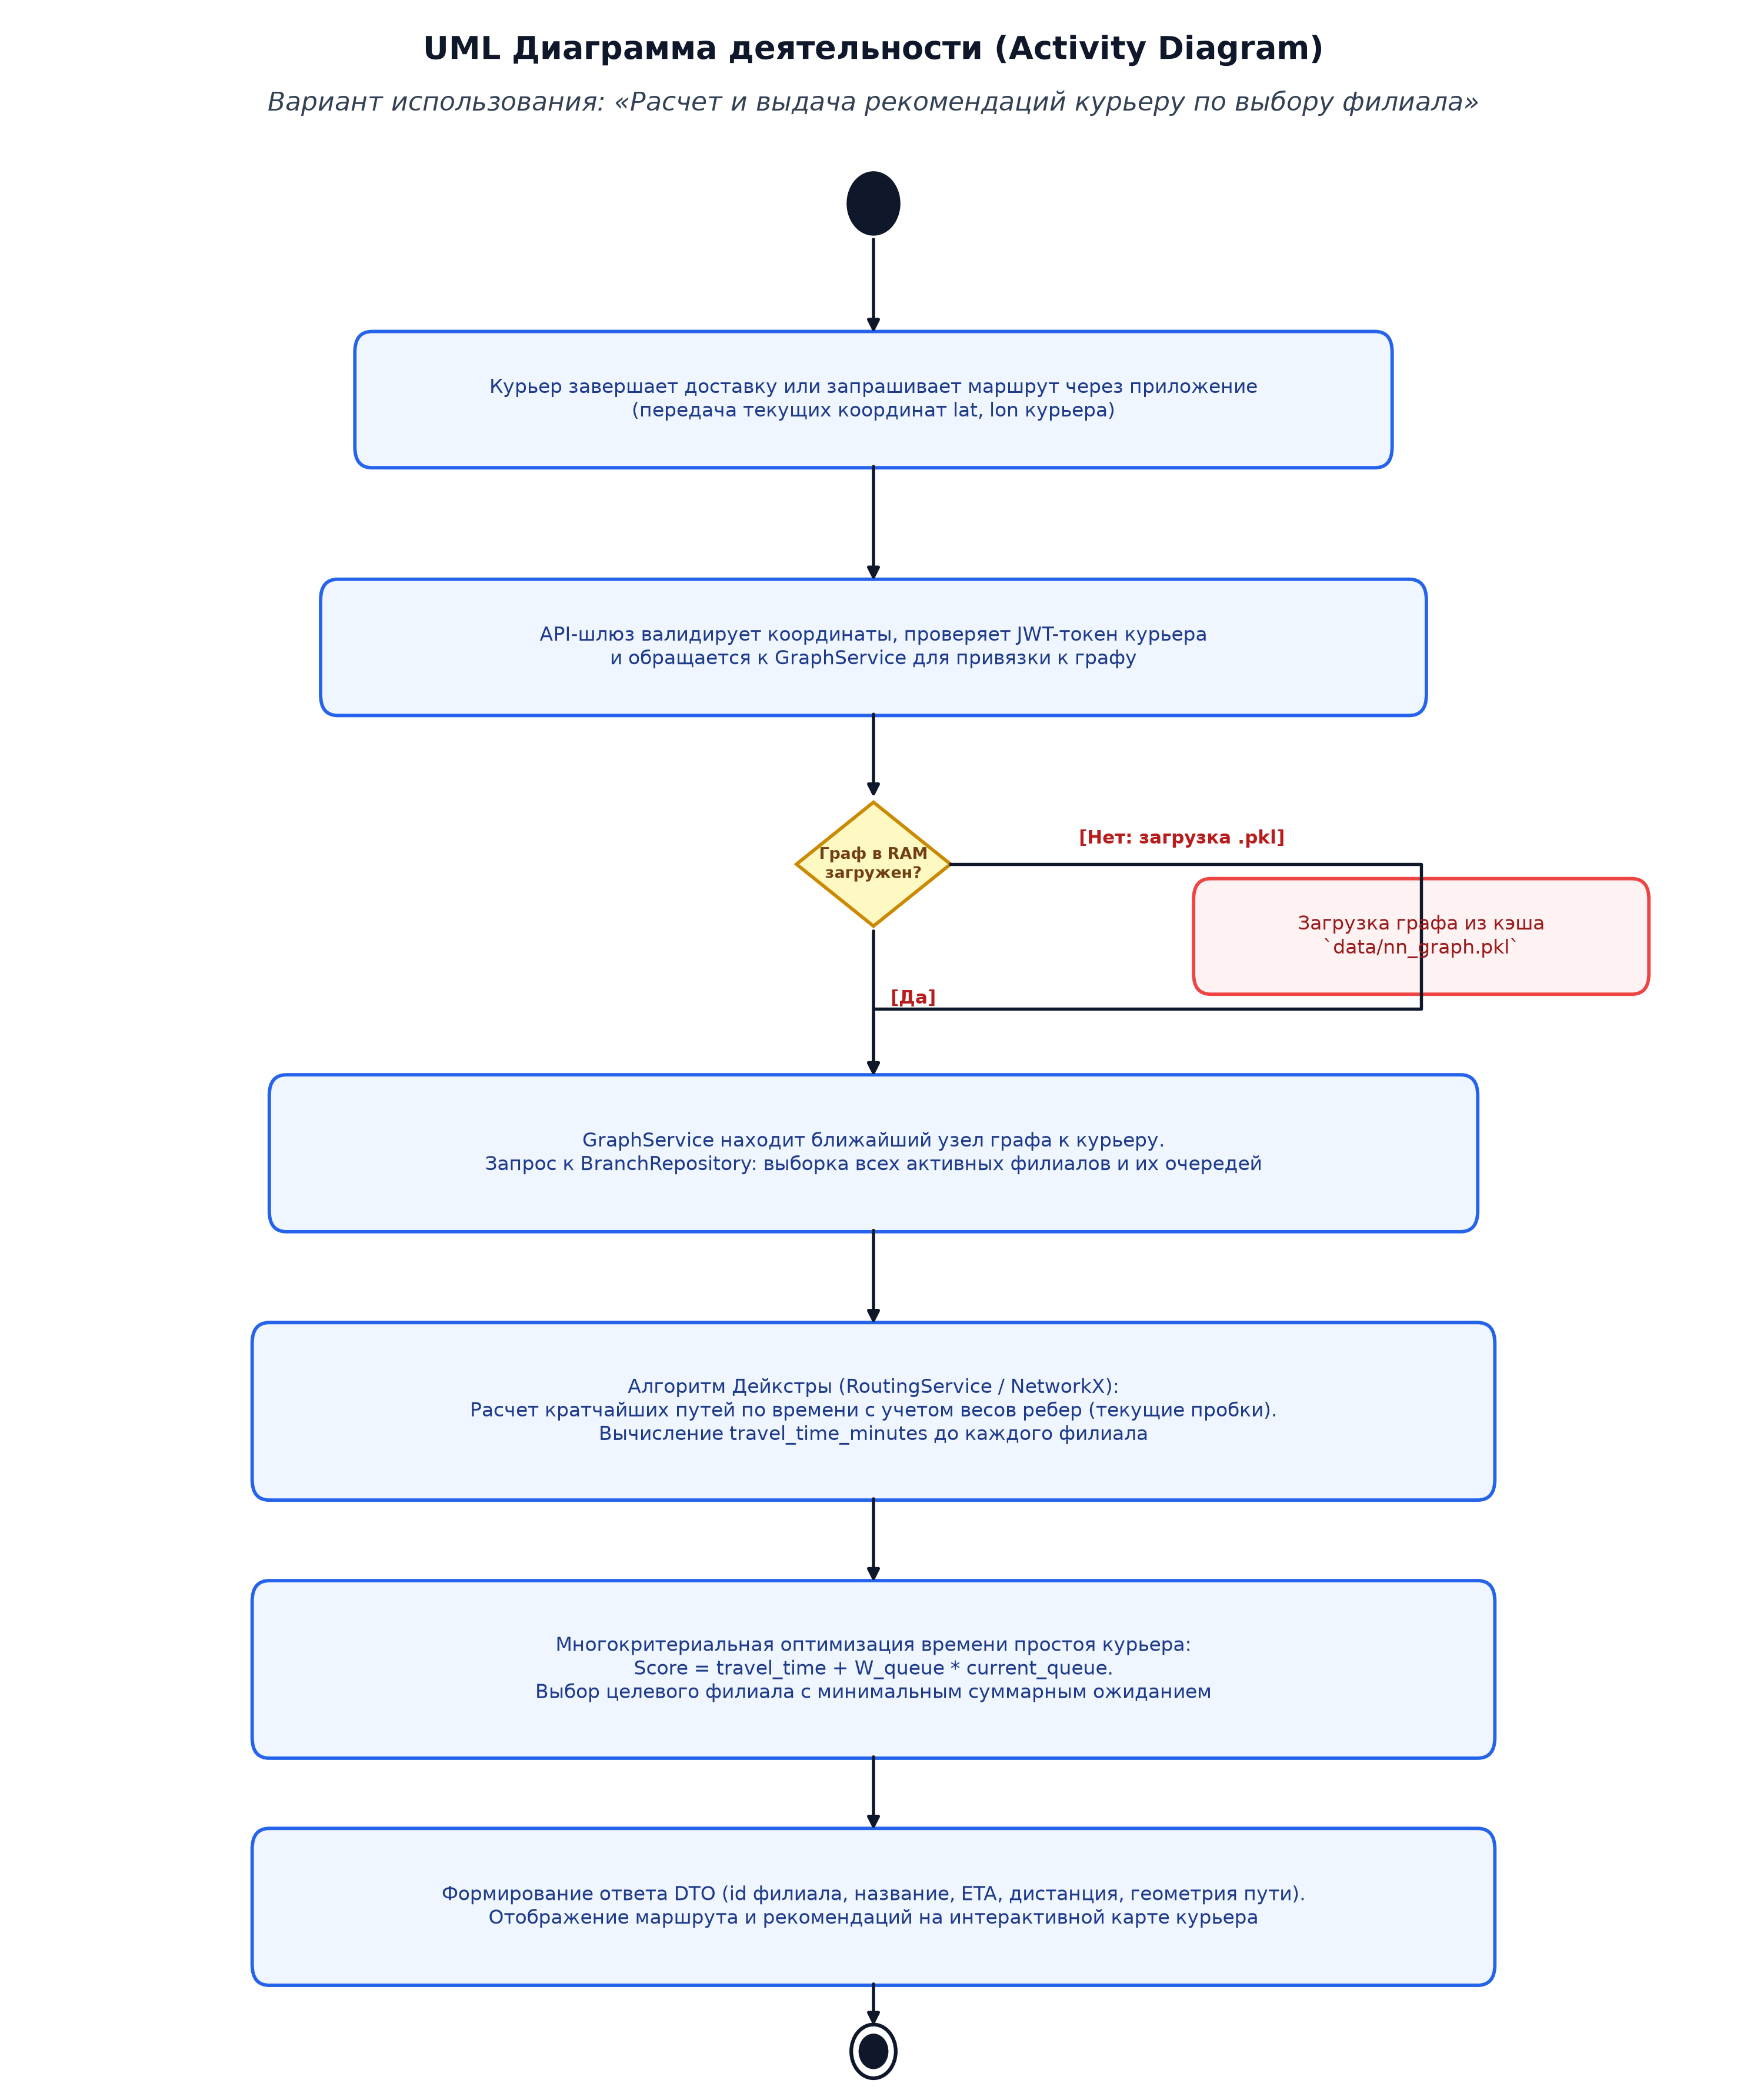 UML Диаграмма деятельности (Activity Diagram)
Вариант использования: «Расчет и выдача рекомендаций курьеру по выбору филиала»
Курьер завершает доставку или запрашивает маршрут через приложение
(передача текущих координат lat, lon курьера)
API-шлюз валидирует координаты, проверяет JWT-токен курьера
и обращается к GraphService для привязки к графу
Граф в RAM
загружен?
[Нет: загрузка .pkl]
Загрузка графа из кэша
`data/nn_graph.pkl`
[Да]
GraphService находит ближайший узел графа к курьеру.
Запрос к BranchRepository: выборка всех активных филиалов и их очередей
Алгоритм Дейкстры (RoutingService / NetworkX):
Расчет кратчайших путей по времени с учетом весов ребер (текущие пробки).
Вычисление travel_time_minutes до каждого филиала
Многокритериальная оптимизация времени простоя курьера:
Score = travel_time + W_queue * current_queue.
Выбор целевого филиала с минимальным суммарным ожиданием
Формирование ответа DTO (id филиала, название, ETA, дистанция, геометрия пути).
Отображение маршрута и рекомендаций на интерактивной карте курьера